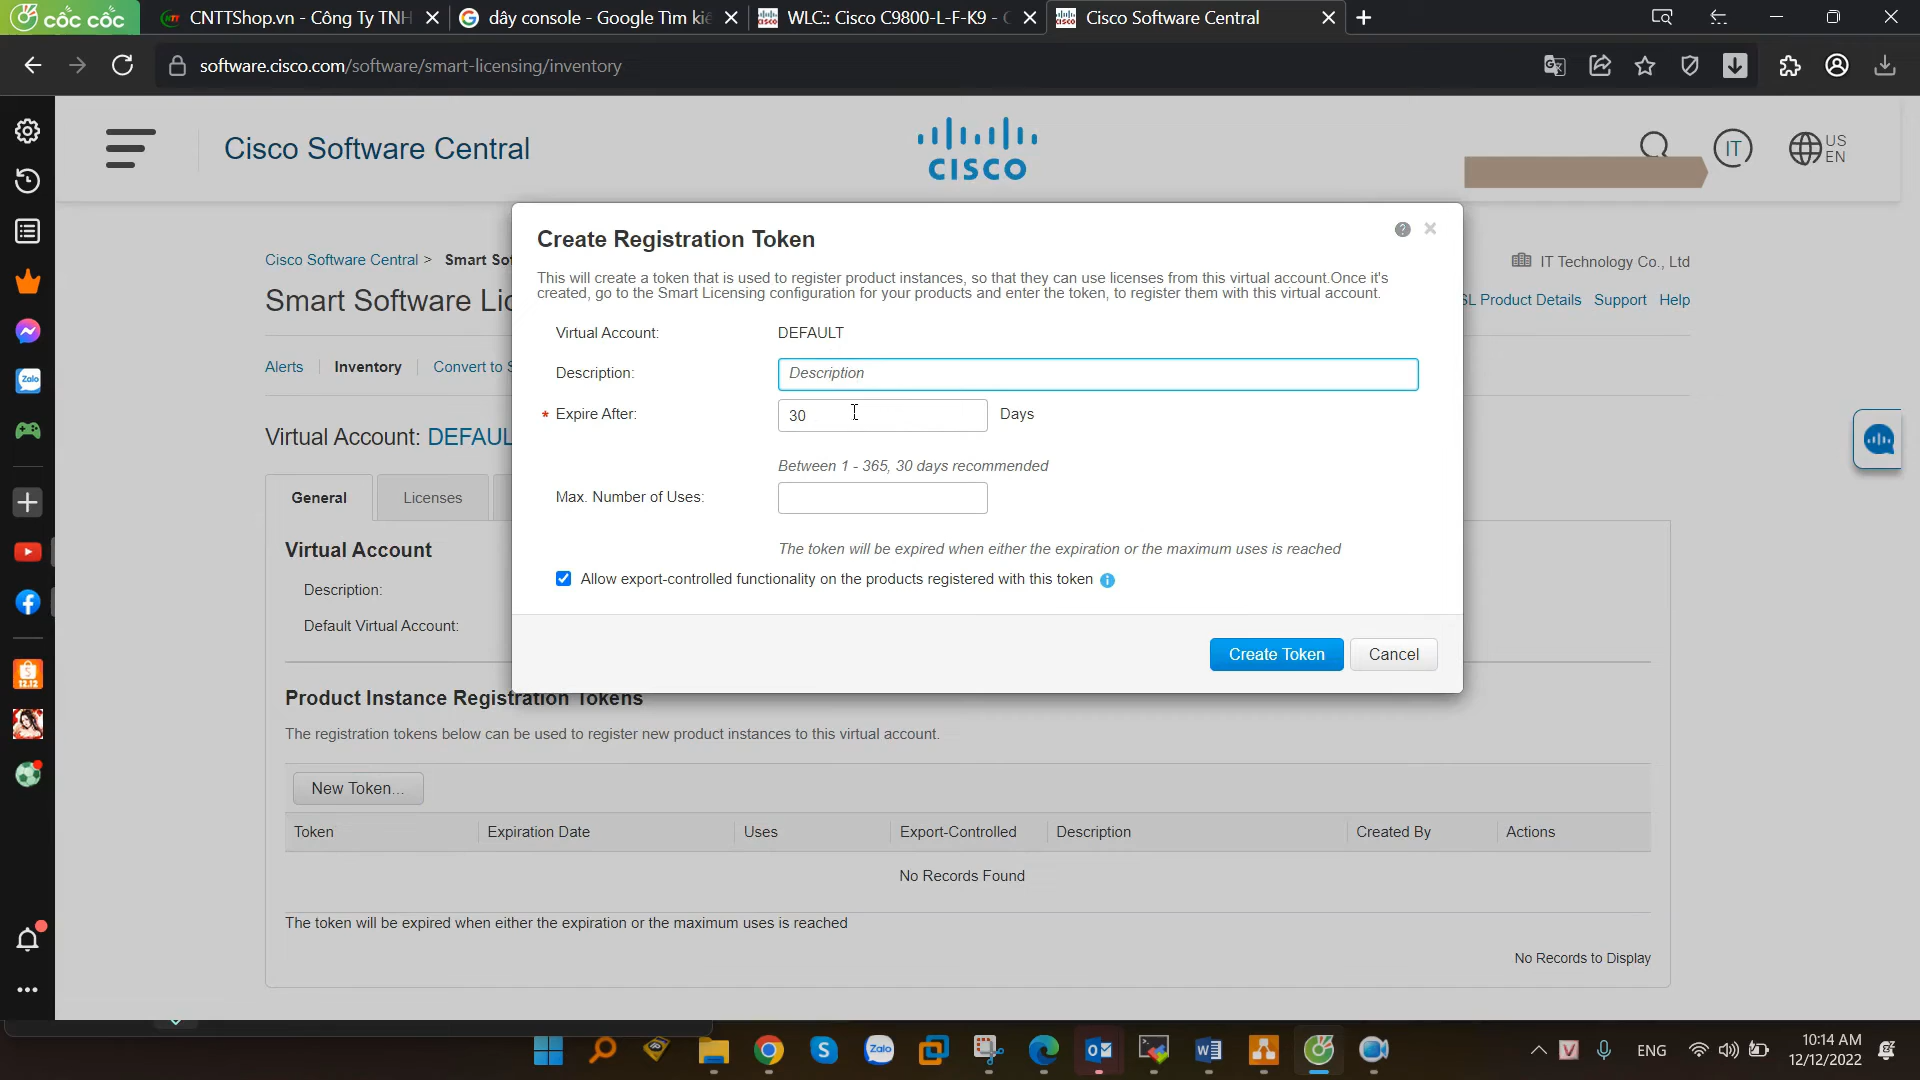 cốc cốc
CNTTShop.vn - Công Ty TNH
dây console - Google Tìm kiế
WLC:: Cisco C9800-L-F-K9 - C
Cisco Software Central
software.cisco.com/software/smart-licensing/inventory
Cisco Software Central
CISCO
IT
US
EN
Cisco Software Central >
Smart So
IT Technology Co., Ltd
Smart Software Lic
SL Product Details
Support
Help
Alerts
Inventory
Convert to S
Virtual Account: DEFAUL
General
Licenses
Virtual Account
Description:
Default Virtual Account:
Create Registration Token
This will create a token that is used to register product instances, so that they can use licenses from this virtual account.Once it's
created, go to the Smart Licensing configuration for your products and enter the token, to register them with this virtual account.
Virtual Account:
DEFAULT
Description:
Description
* Expire After:
30
Days
Between 1 - 365, 30 days recommended
Max. Number of Uses:
The token will be expired when either the expiration or the maximum uses is reached
Allow export-controlled functionality on the products registered with this token
Create Token
Cancel
Product Instance Registration Tokens
The registration tokens below can be used to register new product instances to this virtual account.
New Token...
Token
Expiration Date
Uses
Export-Controlled
Description
Created By
Actions
No Records Found
The token will be expired when either the expiration or the maximum uses is reached
No Records to Display
Zalo
12.12
Zalo
ENG
10:14 AM
12/12/2022